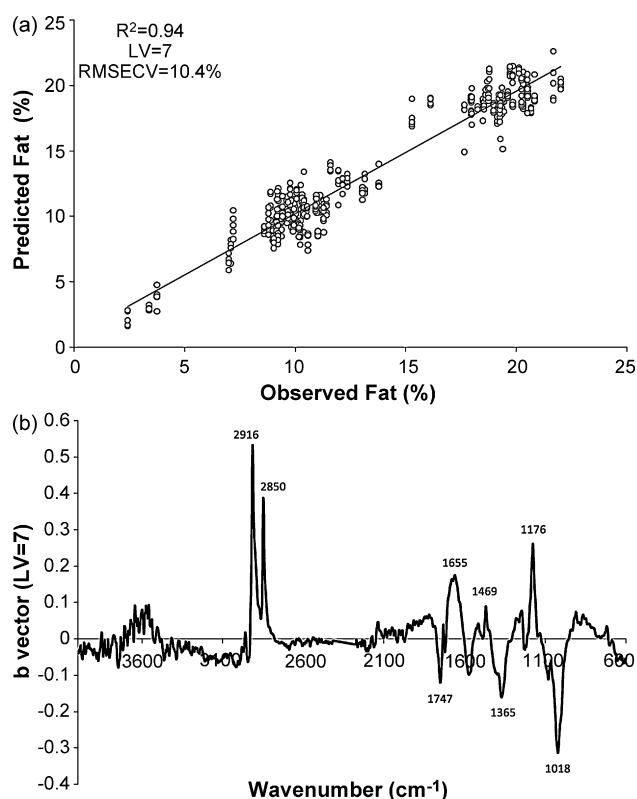 (a)
R²=0.94
LV=7
RMSECV=10.4%
25
20
15
10
5
0
Predicted Fat (%)
0 5 10 15 20 25
Observed Fat (%)
(b)
0.6
0.5
0.4
0.3
0.2
0.1
0
-0.1
-0.2
-0.3
-0.4
b vector (LV=7)
2916
2850
1176
1655
1469
3600 3100 2600 2100 1600 1100 600
1747
1365
1018
Wavenumber (cm⁻¹)